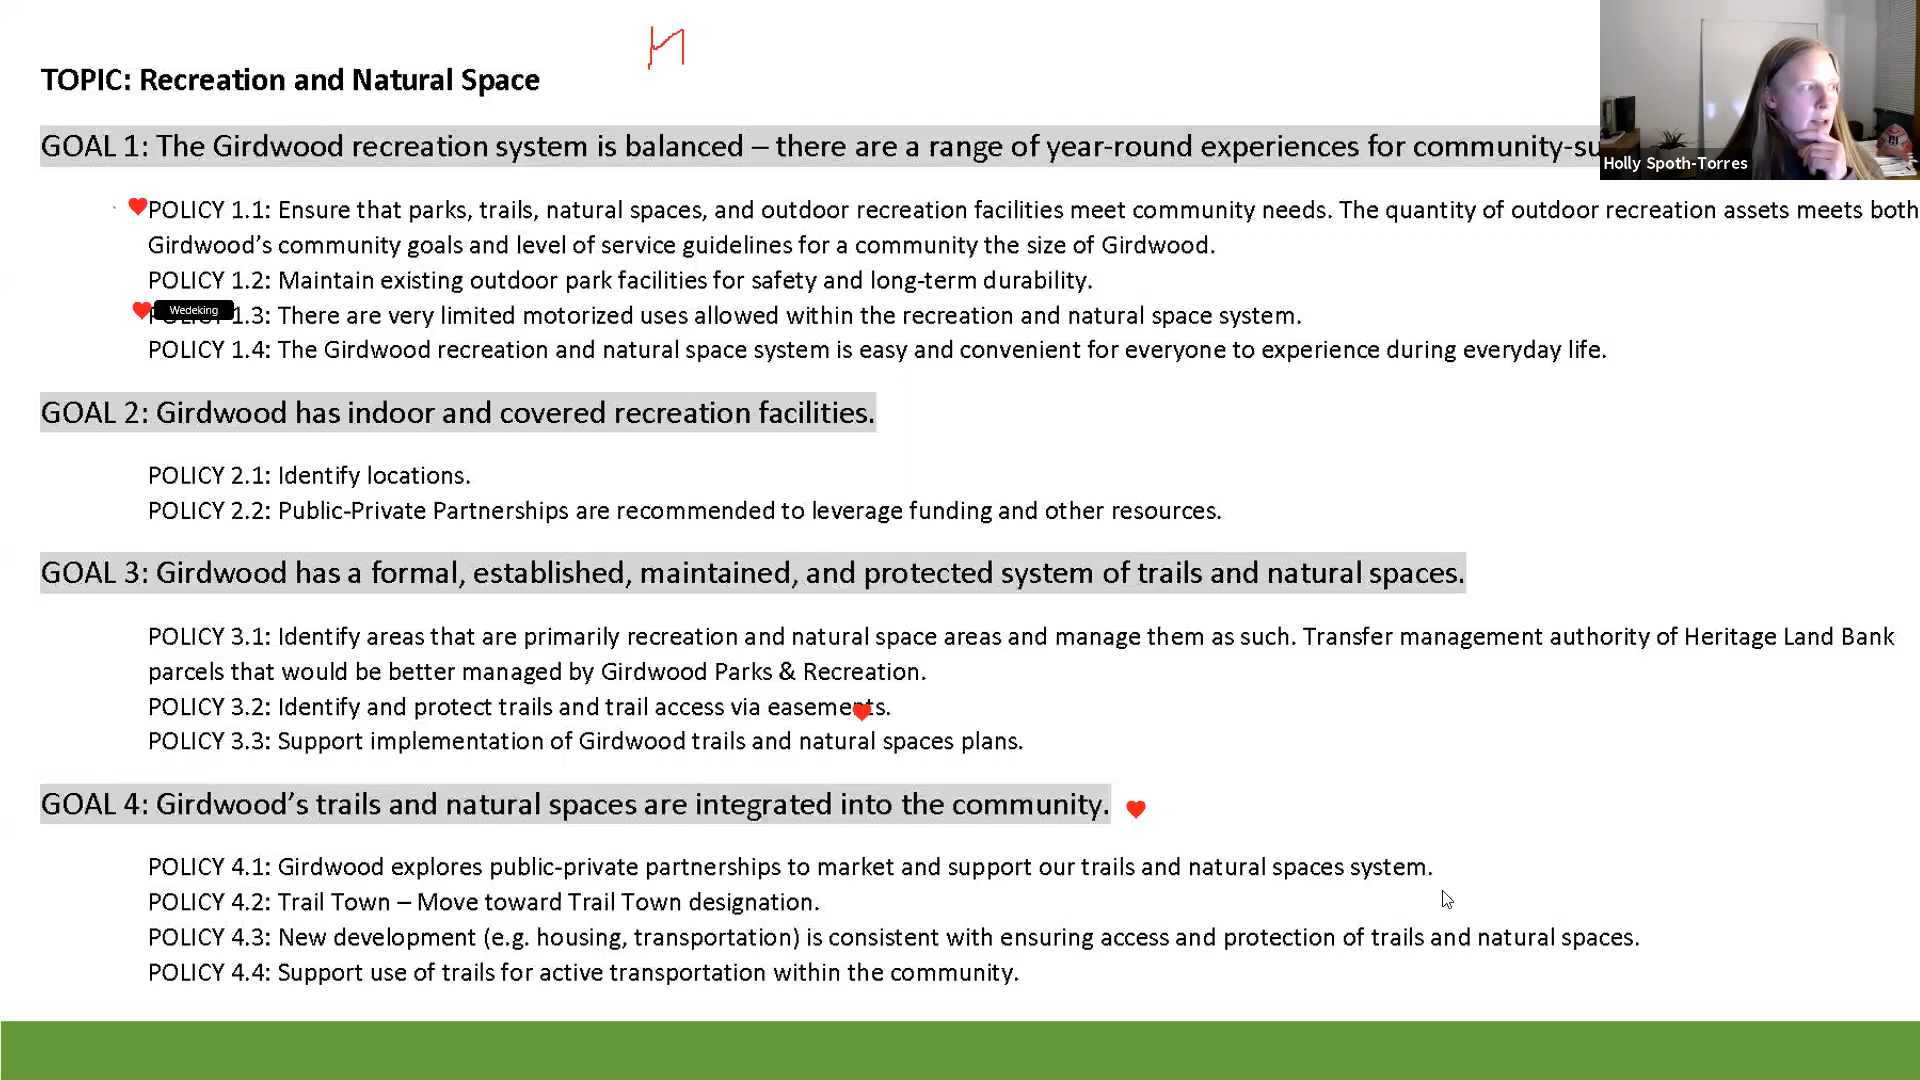 TOPIC: Recreation and Natural Space
GOAL 1: The Girdwood recreation system is balanced – there are a range of year-round experiences for community-su
Holly Spoth-Torres
POLICY 1.1: Ensure that parks, trails, natural spaces, and outdoor recreation facilities meet community needs. The quantity of outdoor recreation assets meets both
Girdwood’s community goals and level of service guidelines for a community the size of Girdwood.
POLICY 1.2: Maintain existing outdoor park facilities for safety and long-term durability.
Wedeking
POLICY 1.3: There are very limited motorized uses allowed within the recreation and natural space system.
POLICY 1.4: The Girdwood recreation and natural space system is easy and convenient for everyone to experience during everyday life.
GOAL 2: Girdwood has indoor and covered recreation facilities.
POLICY 2.1: Identify locations.
POLICY 2.2: Public-Private Partnerships are recommended to leverage funding and other resources.
GOAL 3: Girdwood has a formal, established, maintained, and protected system of trails and natural spaces.
POLICY 3.1: Identify areas that are primarily recreation and natural space areas and manage them as such. Transfer management authority of Heritage Land Bank
parcels that would be better managed by Girdwood Parks & Recreation.
POLICY 3.2: Identify and protect trails and trail access via easements.
POLICY 3.3: Support implementation of Girdwood trails and natural spaces plans.
GOAL 4: Girdwood’s trails and natural spaces are integrated into the community.
POLICY 4.1: Girdwood explores public-private partnerships to market and support our trails and natural spaces system.
POLICY 4.2: Trail Town – Move toward Trail Town designation.
POLICY 4.3: New development (e.g. housing, transportation) is consistent with ensuring access and protection of trails and natural spaces.
POLICY 4.4: Support use of trails for active transportation within the community.